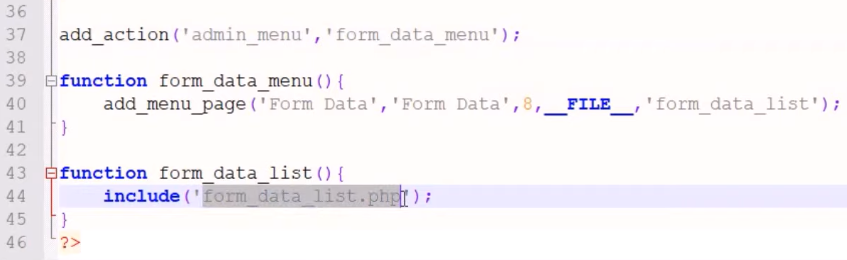 36
37 add_action('admin_menu','form_data_menu');
38
39 function form_data_menu(){
40 add_menu_page('Form Data','Form Data',8,__FILE__,'form_data_list');
41 }
42
43 function form_data_list(){
44 include('form_data_list.php');
45 }
46 ?>